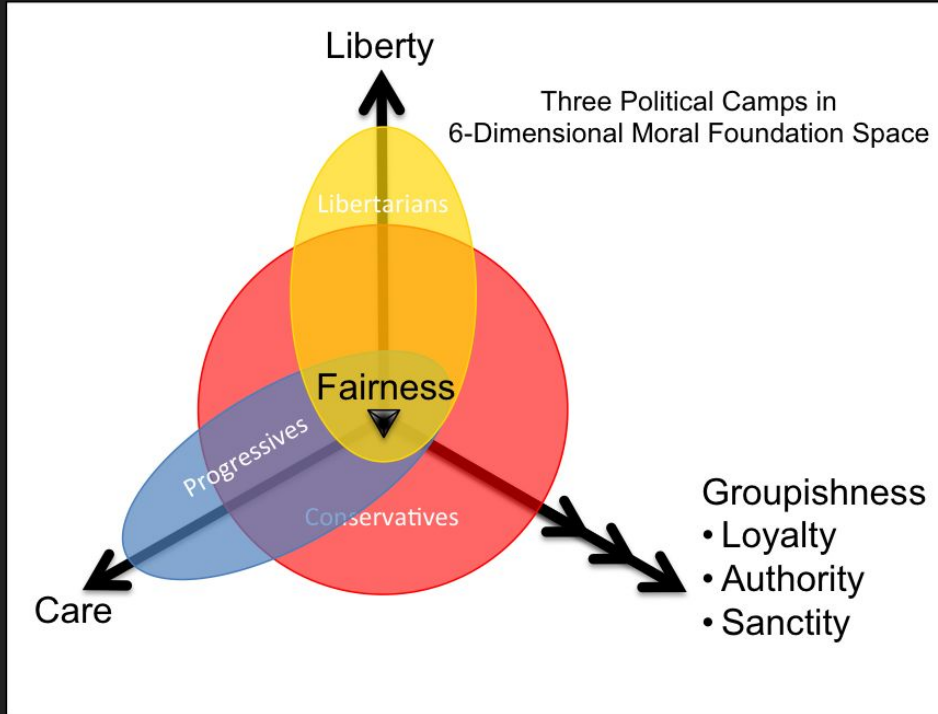 Liberty
Three Political Camps in
6-Dimensional Moral Foundation Space
Libertarians
Fairness
Progressives
Conservatives
Groupishness
• Loyalty
• Authority
• Sanctity
Care